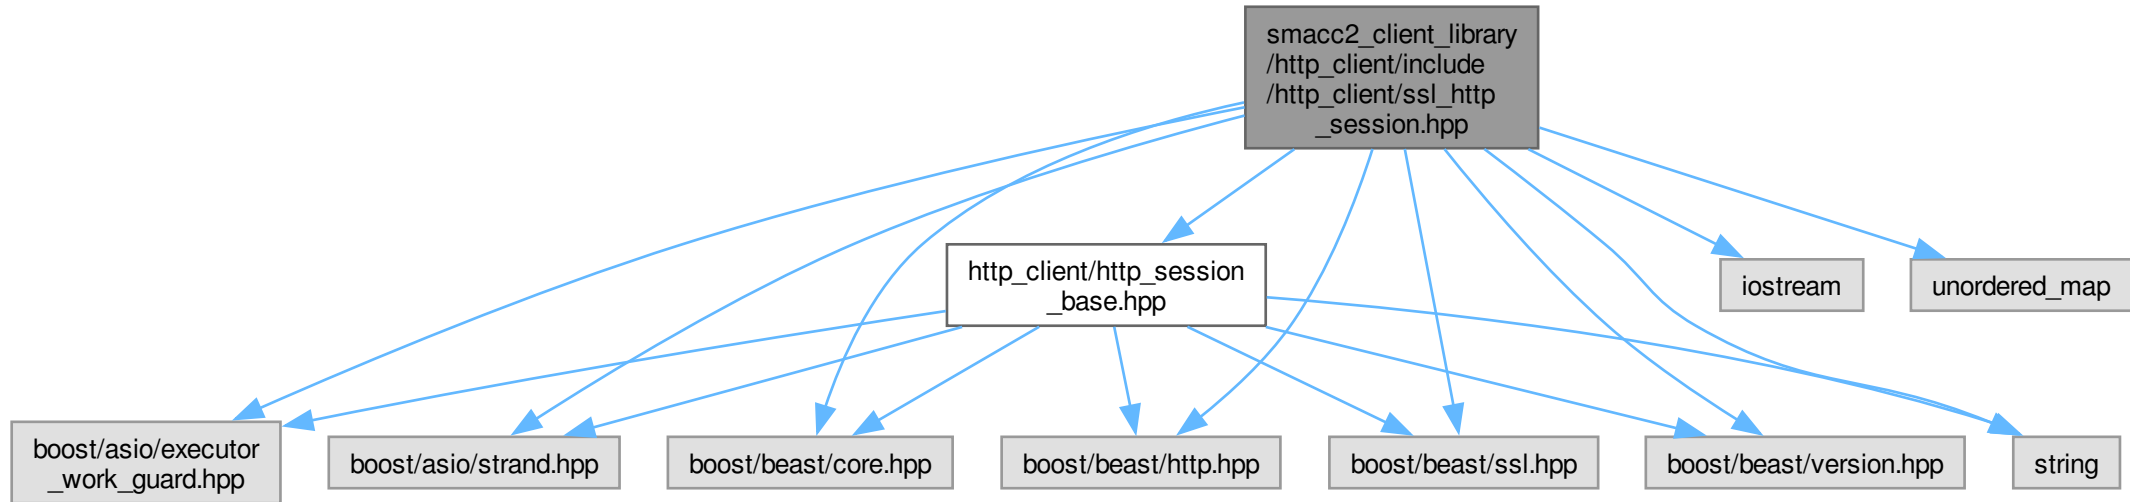 smacc2_client_library
/http_client/include
/http_client/ssl_http
_session.hpp
http_client/http_session
_base.hpp
iostream
unordered_map
boost/asio/executor
_work_guard.hpp
boost/asio/strand.hpp
boost/beast/core.hpp
boost/beast/http.hpp
boost/beast/ssl.hpp
boost/beast/version.hpp
string